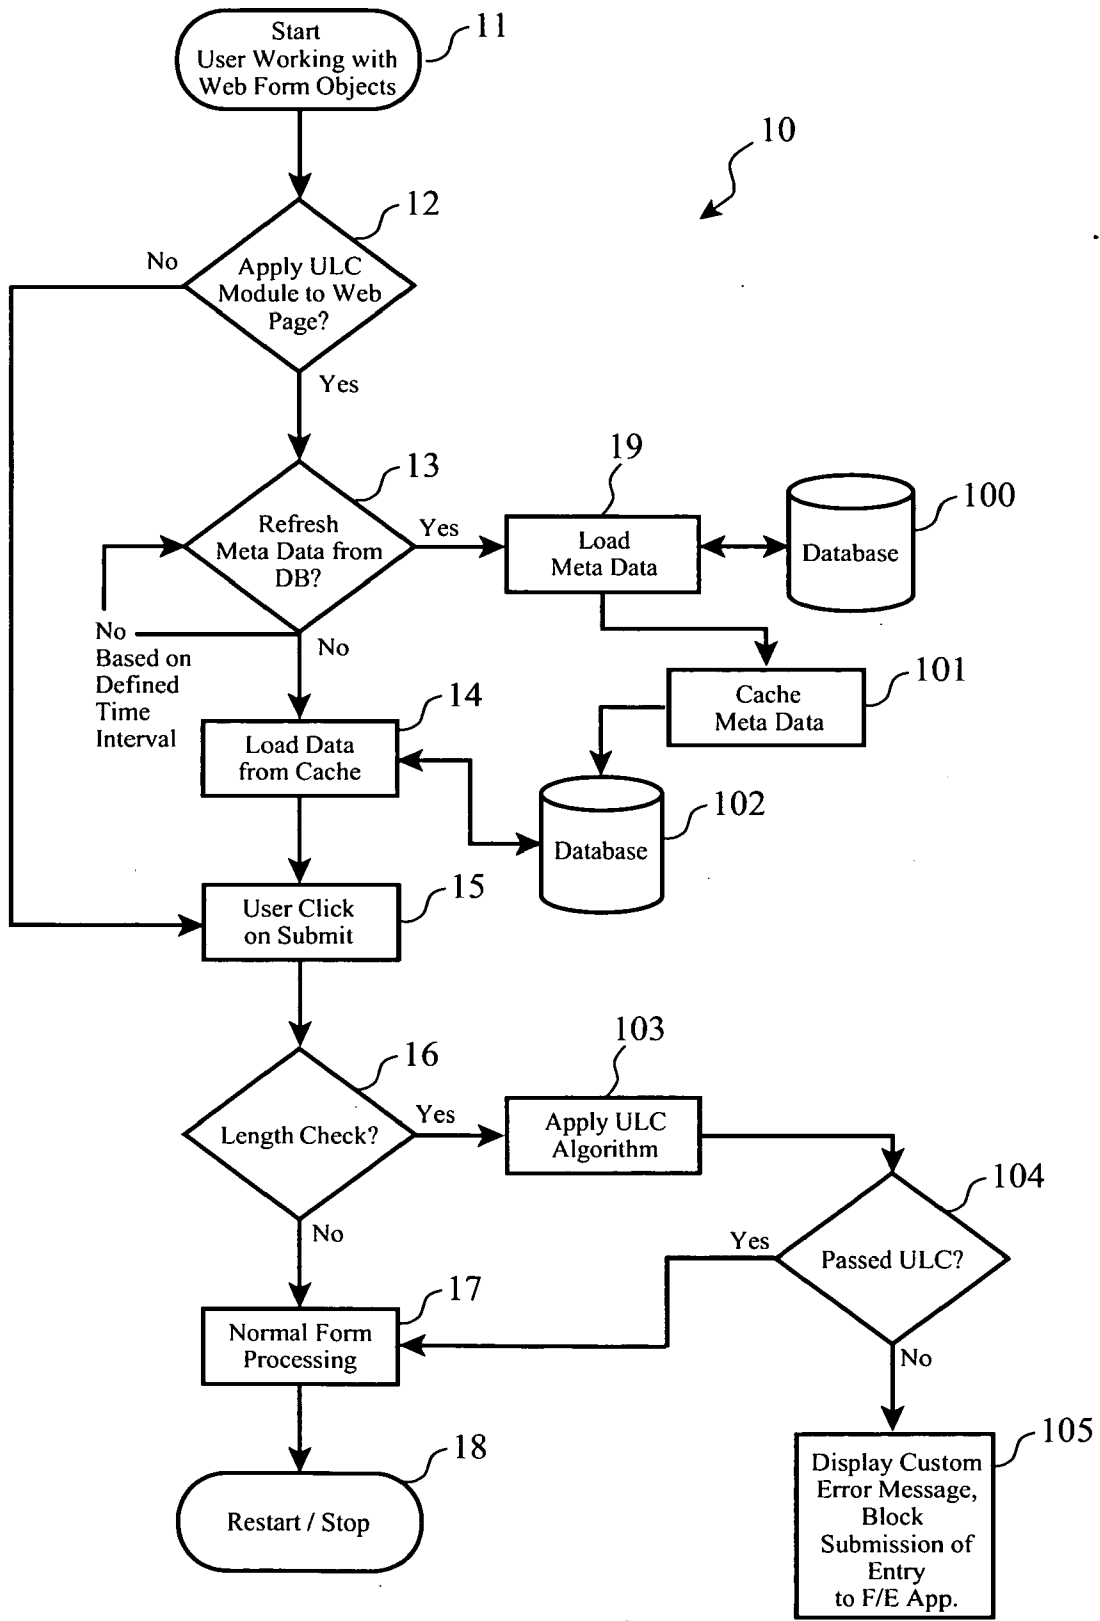 Start
User Working with
Web Form Objects
11
10
12
No
Apply ULC
Module to Web
Page?
Yes
13
Refresh
Meta Data from
DB?
Yes
19
Load
Meta Data
100
Database
No
Based on
Defined
Time
Interval
No
101
Cache
Meta Data
14
Load Data
from Cache
102
Database
15
User Click
on Submit
16
Length Check?
Yes
103
Apply ULC
Algorithm
104
Passed ULC?
Yes
No
17
Normal Form
Processing
No
105
Display Custom
Error Message,
Block
Submission of
Entry
to F/E App.
18
Restart / Stop